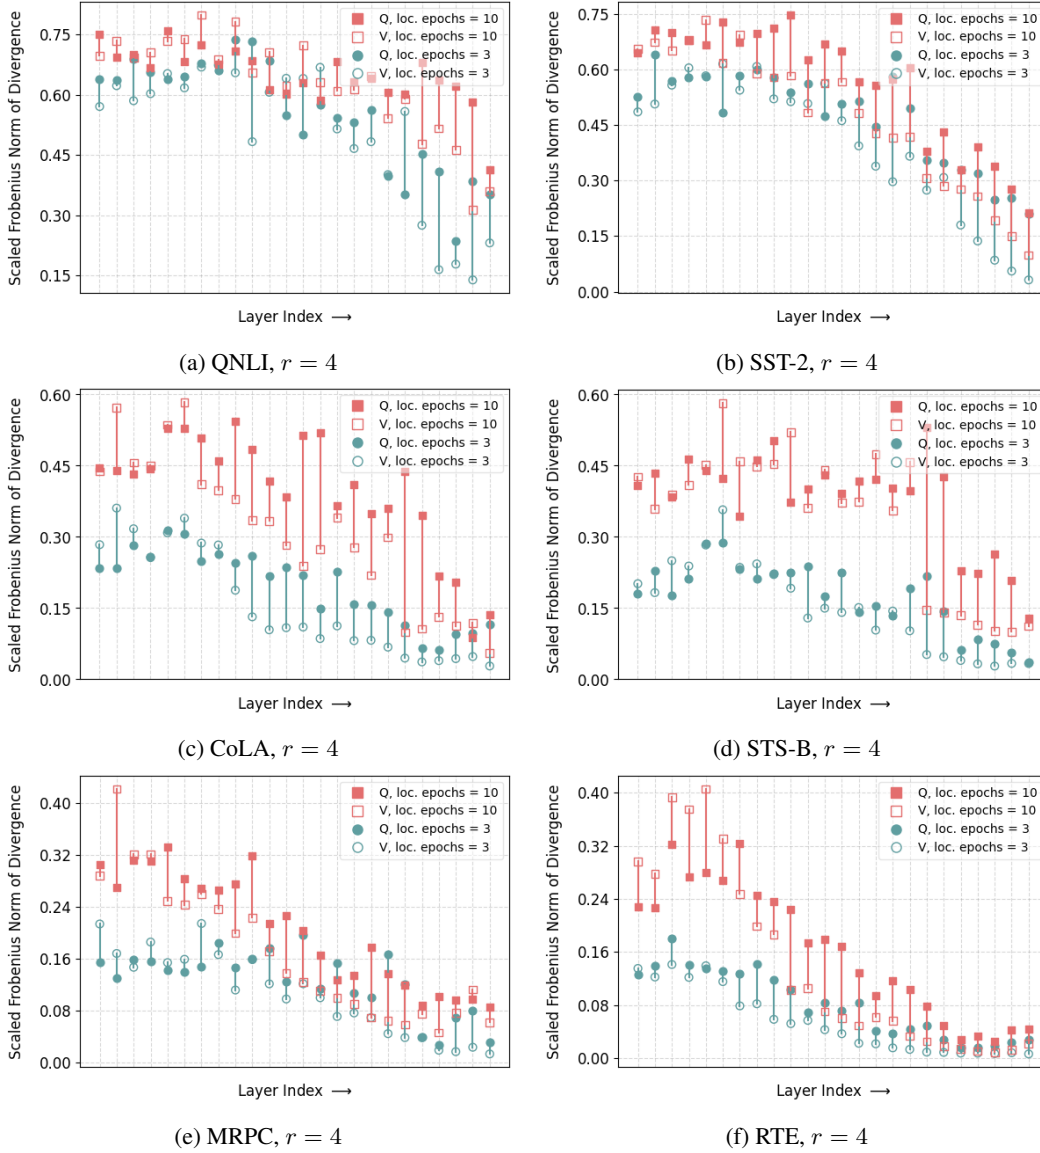 Scaled Frobenius Norm of Divergence
0.75
0.60
0.45
0.30
0.15
Q, loc. epochs = 10
V, loc. epochs = 10
Q, loc. epochs = 3
V, loc. epochs = 3
Layer Index ⟶
(a) QNLI, r = 4
Scaled Frobenius Norm of Divergence
0.75
0.60
0.45
0.30
0.15
0.00
Q, loc. epochs = 10
V, loc. epochs = 10
Q, loc. epochs = 3
V, loc. epochs = 3
Layer Index ⟶
(b) SST-2, r = 4
Scaled Frobenius Norm of Divergence
0.60
0.45
0.30
0.15
0.00
Q, loc. epochs = 10
V, loc. epochs = 10
Q, loc. epochs = 3
V, loc. epochs = 3
Layer Index ⟶
(c) CoLA, r = 4
Scaled Frobenius Norm of Divergence
0.60
0.45
0.30
0.15
0.00
Q, loc. epochs = 10
V, loc. epochs = 10
Q, loc. epochs = 3
V, loc. epochs = 3
Layer Index ⟶
(d) STS-B, r = 4
Scaled Frobenius Norm of Divergence
0.40
0.32
0.24
0.16
0.08
0.00
Q, loc. epochs = 10
V, loc. epochs = 10
Q, loc. epochs = 3
V, loc. epochs = 3
Layer Index ⟶
(e) MRPC, r = 4
Scaled Frobenius Norm of Divergence
0.40
0.32
0.24
0.16
0.08
0.00
Q, loc. epochs = 10
V, loc. epochs = 10
Q, loc. epochs = 3
V, loc. epochs = 3
Layer Index ⟶
(f) RTE, r = 4